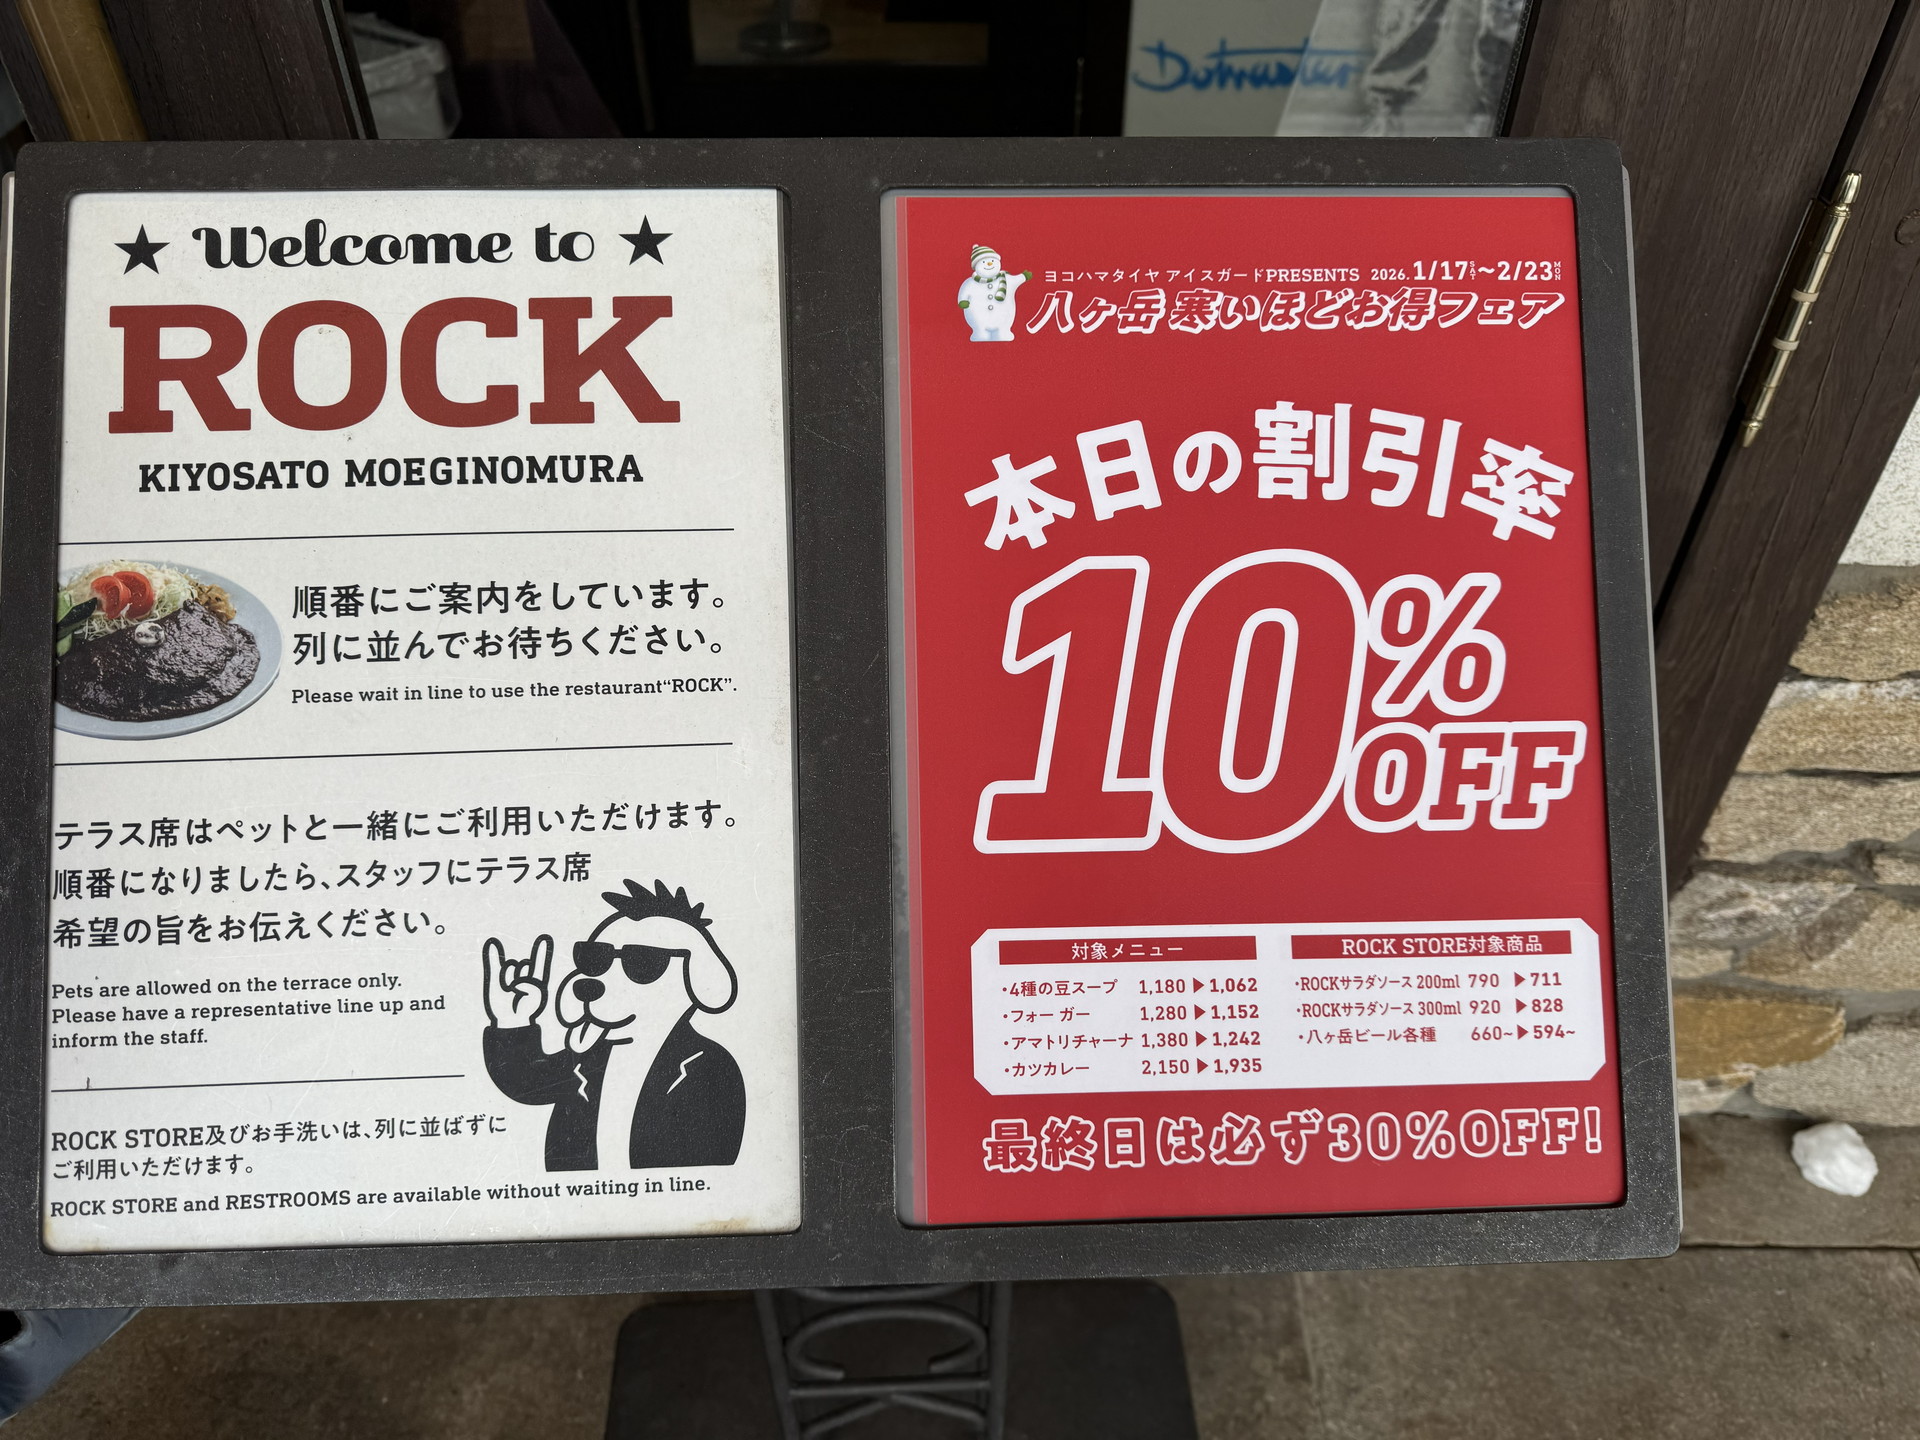 ★ Welcome to ★
ROCK
KIYOSATO MOEGINOMURA
順番にご案内をしています。
列に並んでお待ちください。
Please wait in line to use the restaurant“ROCK”.
テラス席はペットと一緒にご利用いただけます。
順番になりましたら、スタッフにテラス席
希望の旨をお伝えください。
Pets are allowed on the terrace only.
Please have a representative line up and
inform the staff.
ROCK STORE及びお手洗いは、列に並ばずに
ご利用いただけます。
ROCK STORE and RESTROOMS are available without waiting in line.
ヨコハマタイヤ アイスガードPRESENTS 2026.1/17SAT~2/23MON
八ヶ岳 寒いほどお得フェア
本日の割引率
10%
OFF
対象メニュー
・4種の豆スープ 1,180▶1,062
・フォー ガー 1,280▶1,152
・アマトリチャーナ 1,380▶1,242
・カツカレー 2,150▶1,935
ROCK STORE対象商品
・ROCKサラダソース 200ml 790 ▶711
・ROCKサラダソース 300ml 920 ▶828
・八ヶ岳ビール各種 660~▶594~
最終日は必ず30%OFF!